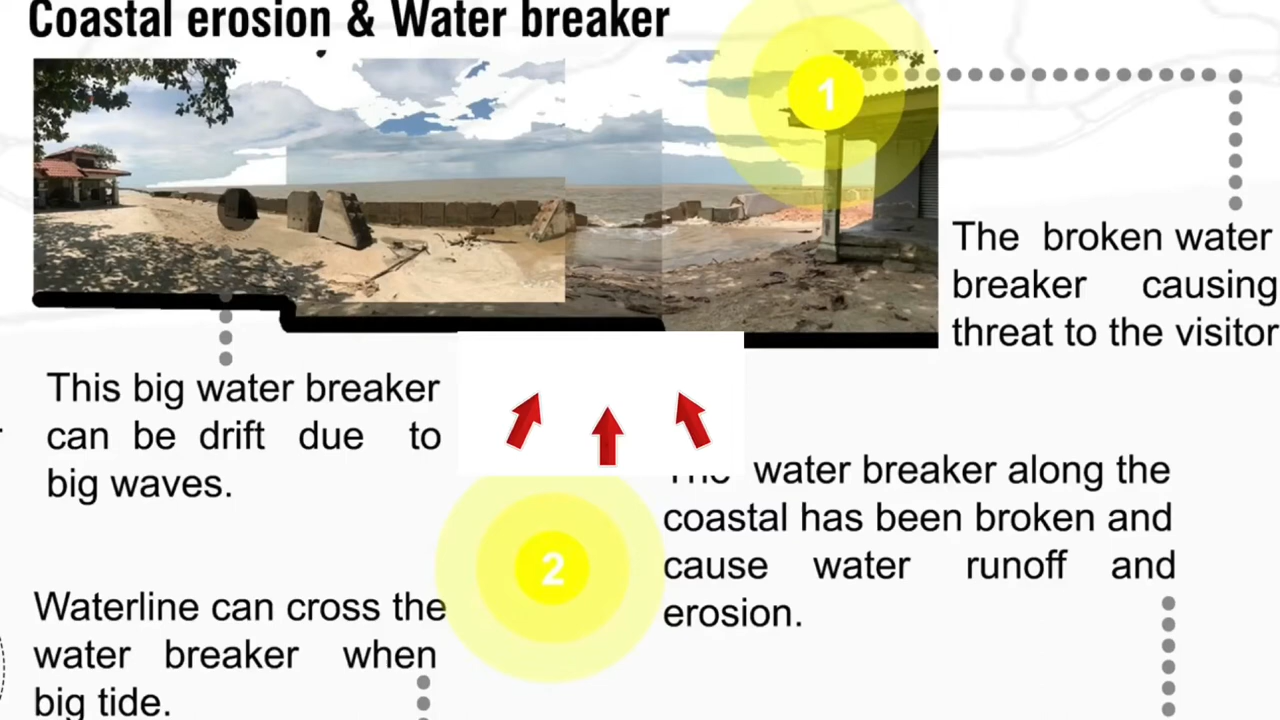 Coastal erosion & Water breaker
1
The broken water
breaker causing
threat to the visitor
This big water breaker
can be drift due to
big waves.
water breaker along the
coastal has been broken and
cause water runoff and
erosion.
2
Waterline can cross the
water breaker when
big tide.